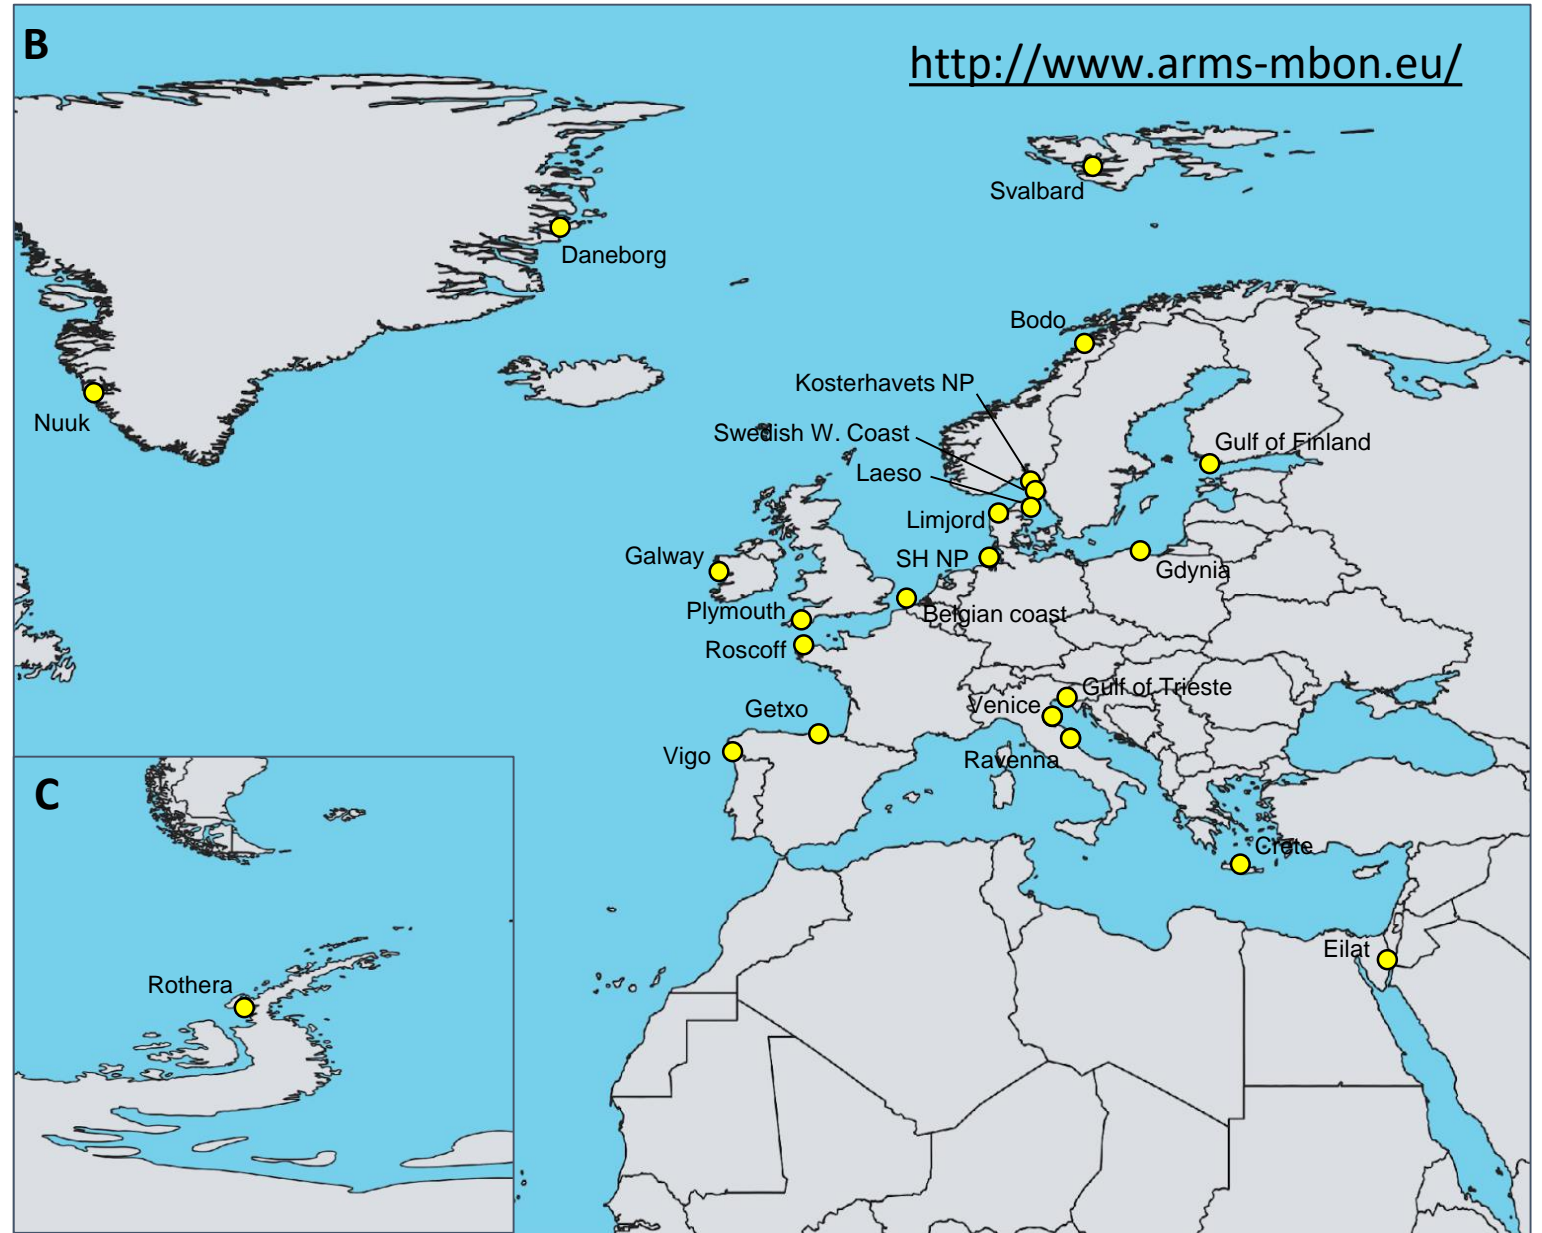 B
http://www.arms-mbon.eu/
Svalbard
Daneborg
Bodo
Kosterhavets NP
Nuuk
Swedish W. Coast
Gulf of Finland
Laeso
Limjord
Galway
SH NP
Gdynia
Plymouth
Belgian coast
Roscoff
Gulf of Trieste
Getxo
Venice
Vigo
Ravenna
C
Crete
Eilat
Rothera